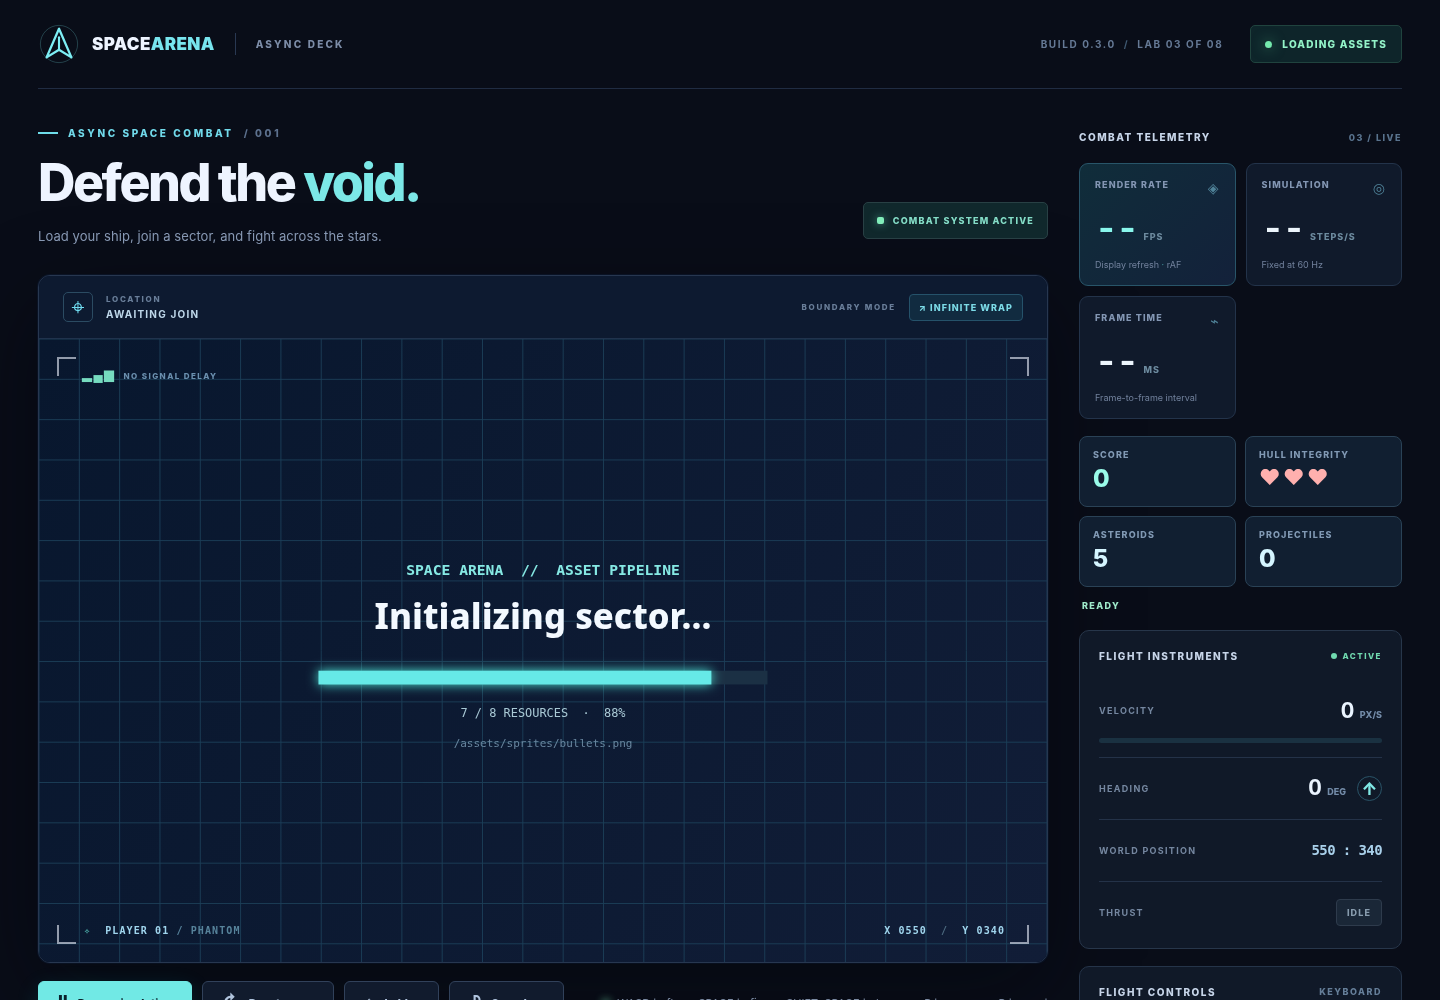 SPACEARENA ASYNC DECK
BUILD 0.3.0 / LAB 03 OF 08
LOADING ASSETS
ASYNC SPACE COMBAT / 001
Defend the void.
Load your ship, join a sector, and fight across the stars.
COMBAT SYSTEM ACTIVE
LOCATION
AWAITING JOIN
BOUNDARY MODE
INFINITE WRAP
NO SIGNAL DELAY
SPACE ARENA // ASSET PIPELINE
Initializing sector...
7 / 8 RESOURCES · 88%
/assets/sprites/bullets.png
PLAYER 01 / PHANTOM
X 0550 / Y 0340
COMBAT TELEMETRY
03 / LIVE
RENDER RATE
-- FPS
Display refresh · rAF
SIMULATION
-- STEPS/S
Fixed at 60 Hz
FRAME TIME
-- MS
Frame-to-frame interval
SCORE
0
HULL INTEGRITY
♥♥♥
ASTEROIDS
5
PROJECTILES
0
READY
FLIGHT INSTRUMENTS
ACTIVE
VELOCITY
0 PX/S
HEADING
0 DEG
WORLD POSITION
550 : 340
THRUST
IDLE
FLIGHT CONTROLS
KEYBOARD